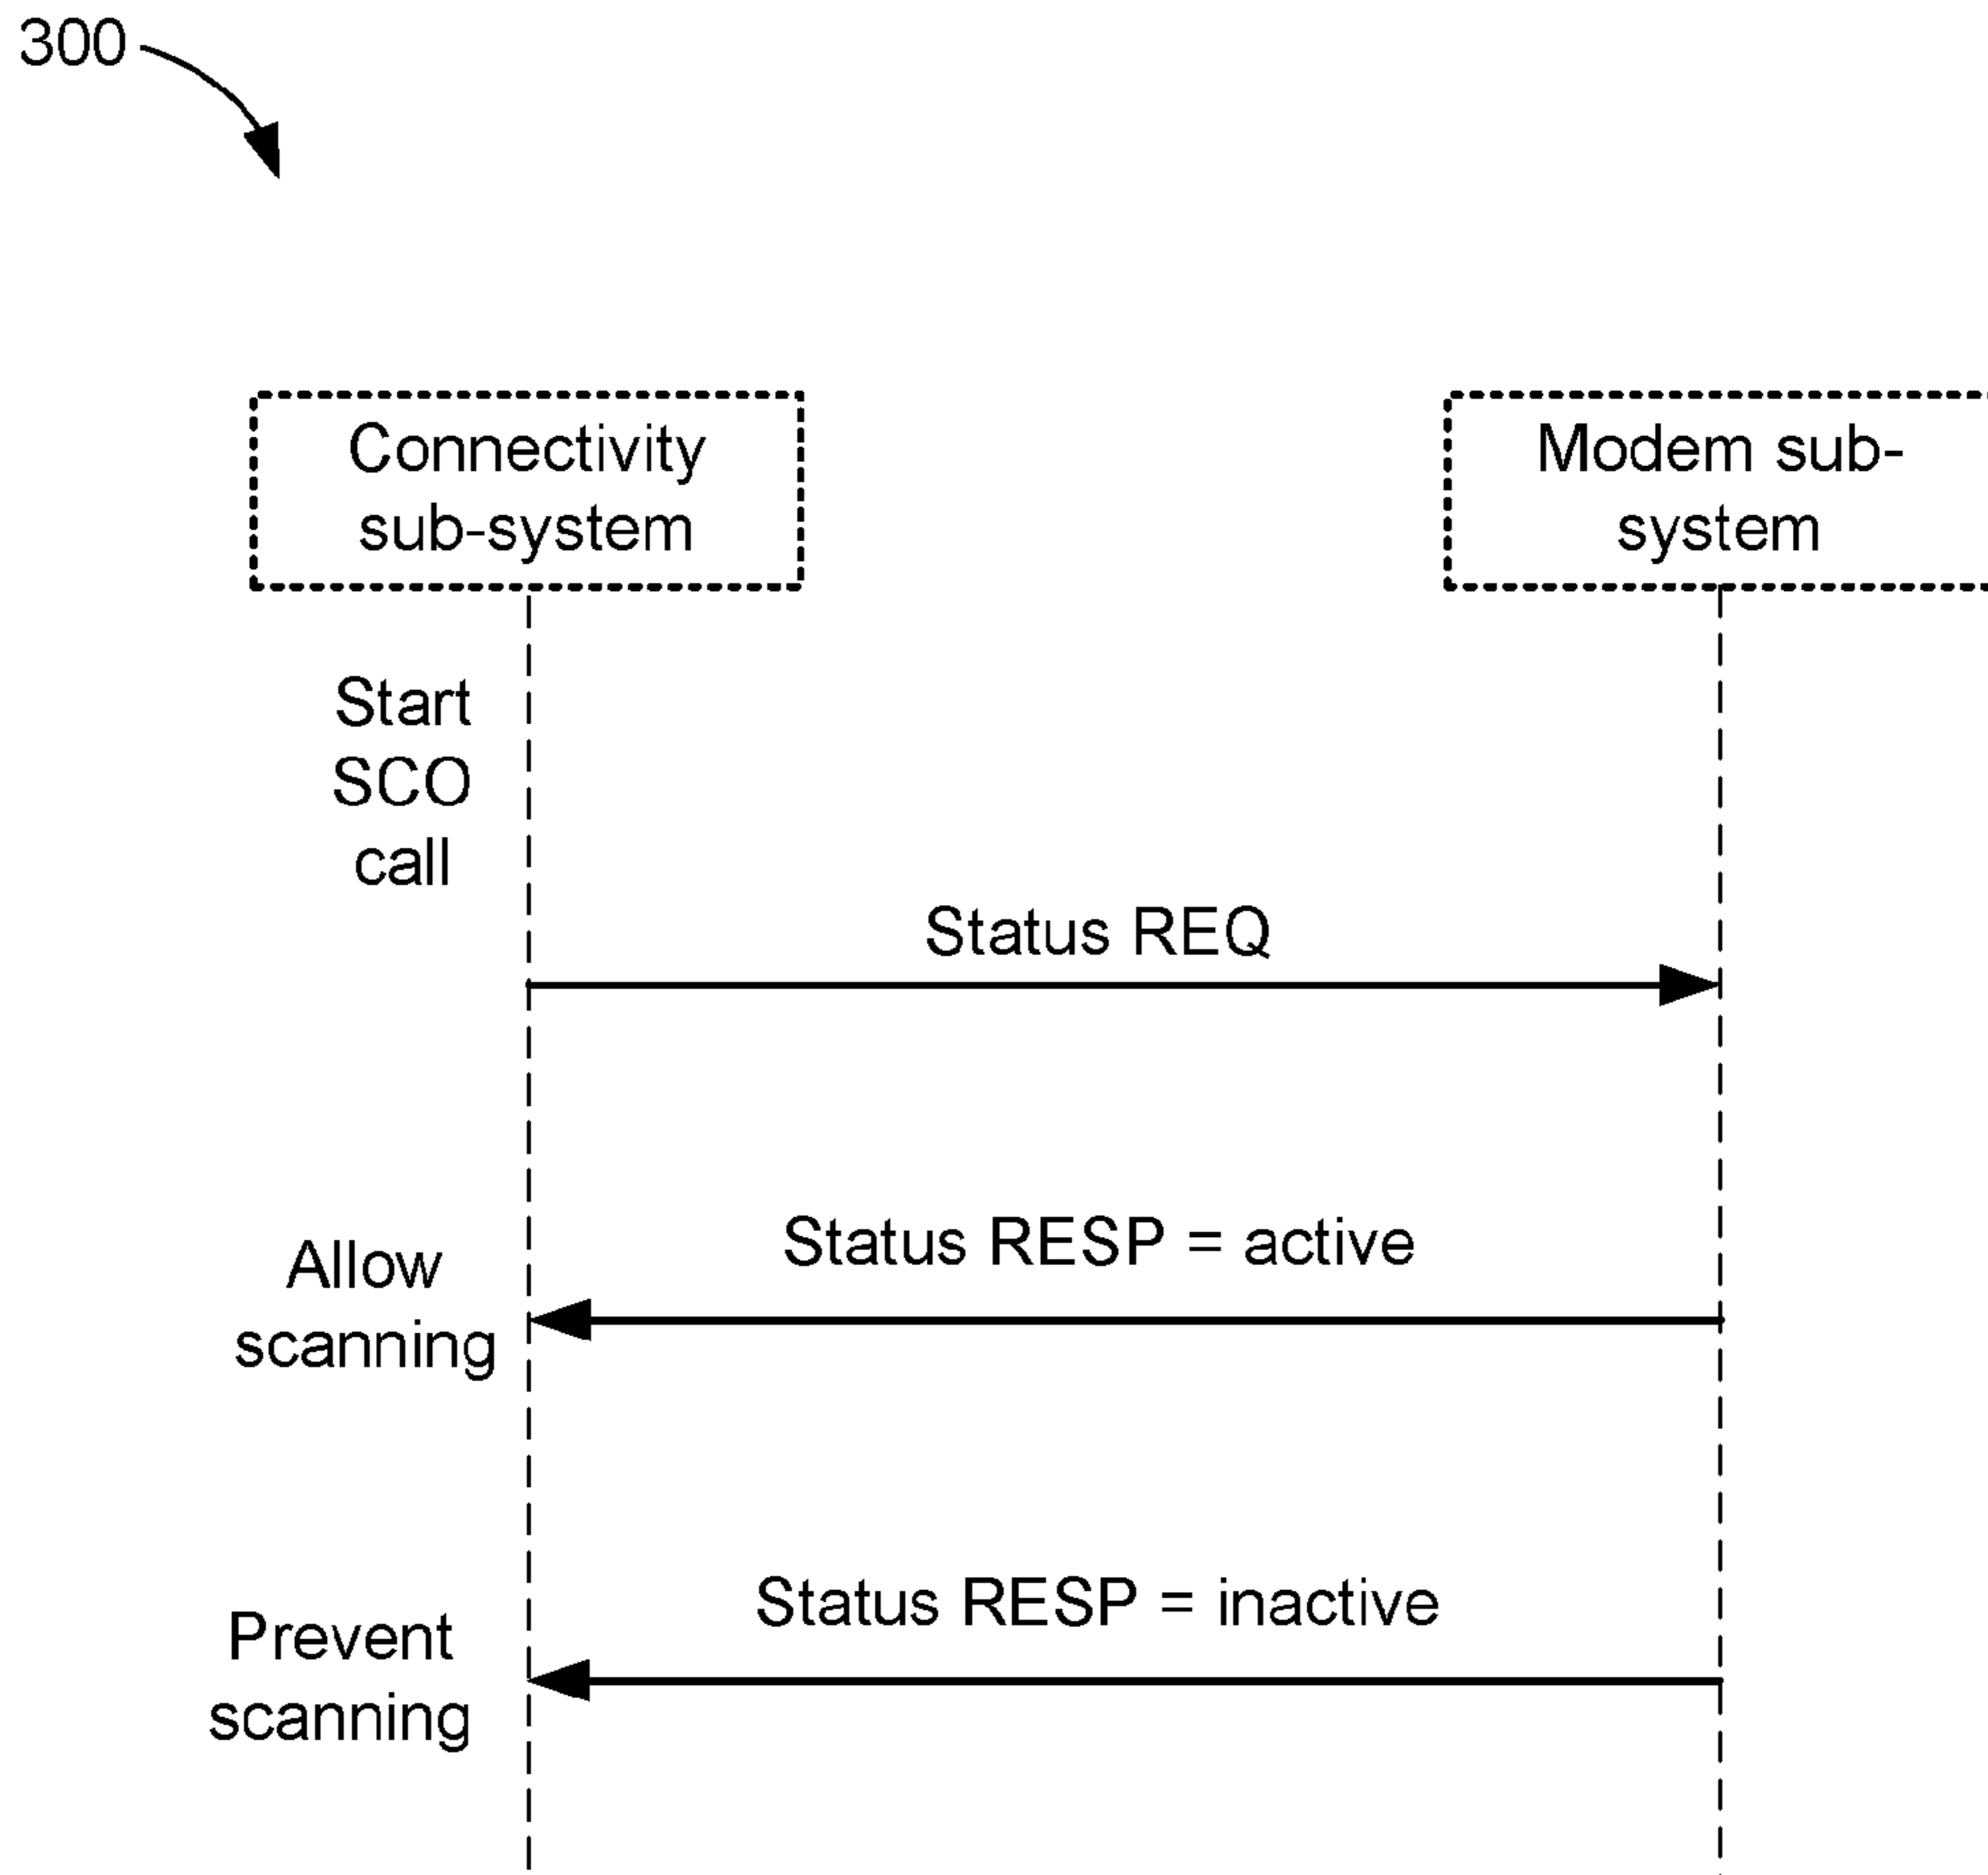 300
Connectivity
sub-system
Modem sub-
system
Start
SCO
call
Status REQ
Status RESP = active
Allow
scanning
Status RESP = inactive
Prevent
scanning